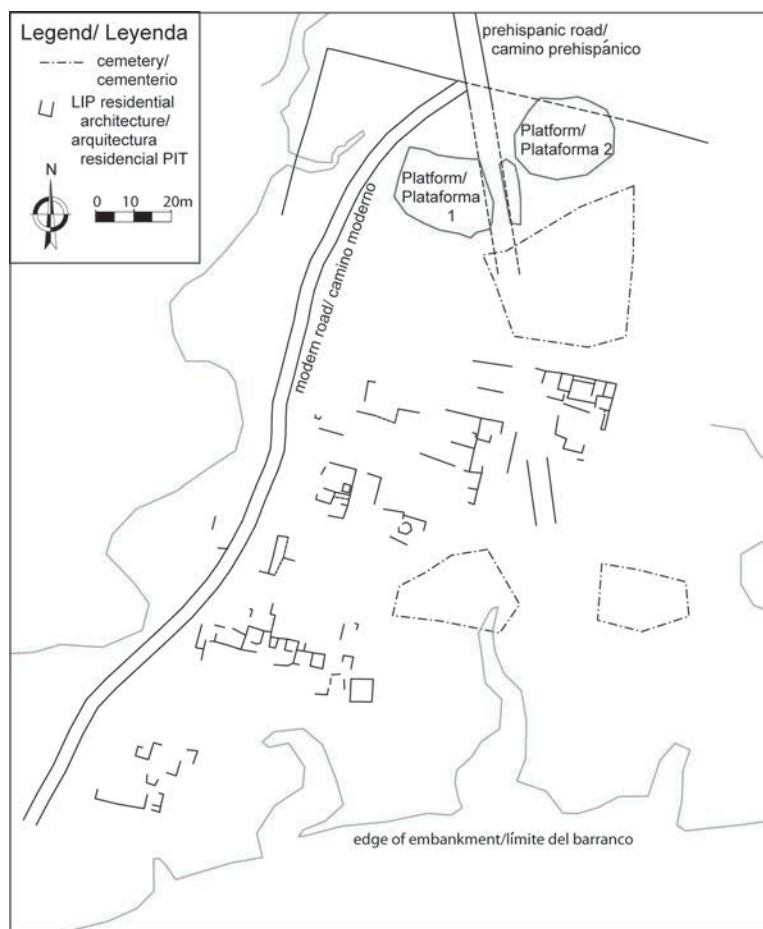 Legend/ Leyenda
cemetery/
cementerio
LIP residential
architecture/
arquitectura
residencial PIT
N
0 10 20m
prehispanic road/
camino prehispánico
Platform/
Plataforma 2
Platform/
Plataforma
1
modern road/ camino moderno
edge of embankment/límite del barranco